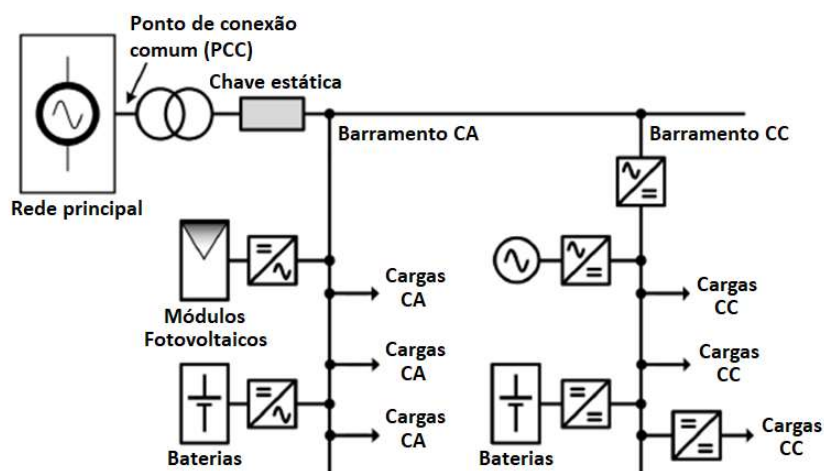 Ponto de conexão
comum (PCC)
Chave estática
Barramento CA
Barramento CC
Rede principal
Cargas
CA
Cargas
CC
Módulos
Fotovoltaicos
Cargas
CA
Cargas
CC
Cargas
CA
Cargas
CC
Baterias
Baterias